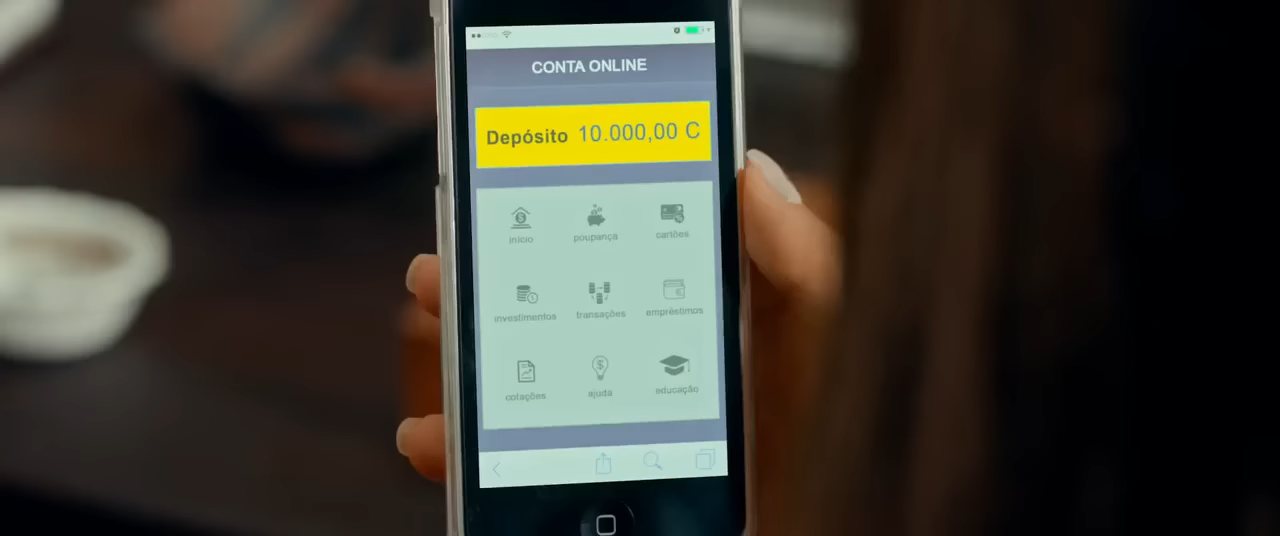 CONTA ONLINE
Depósito 10.000,00 C
início poupança cartões
investimentos transações empréstimos
cotações ajuda educação